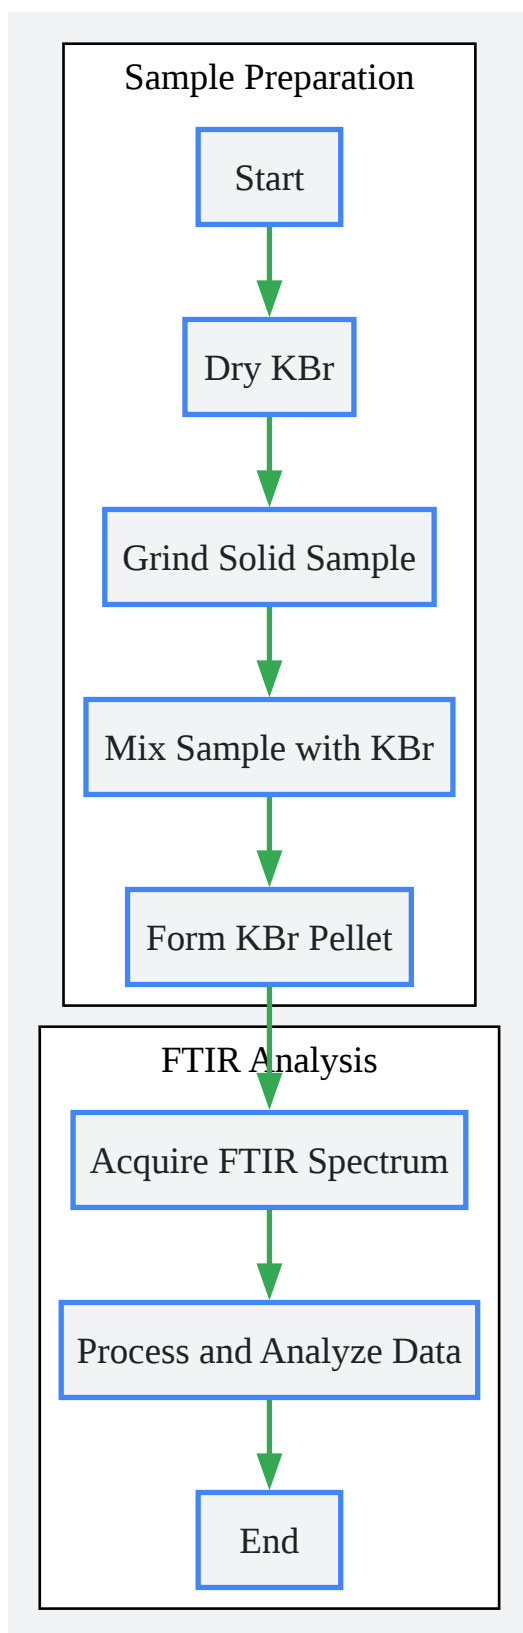 Sample Preparation
Start
Dry KBr
Grind Solid Sample
Mix Sample with KBr
Form KBr Pellet
FTIR Analysis
Acquire FTIR Spectrum
Process and Analyze Data
End